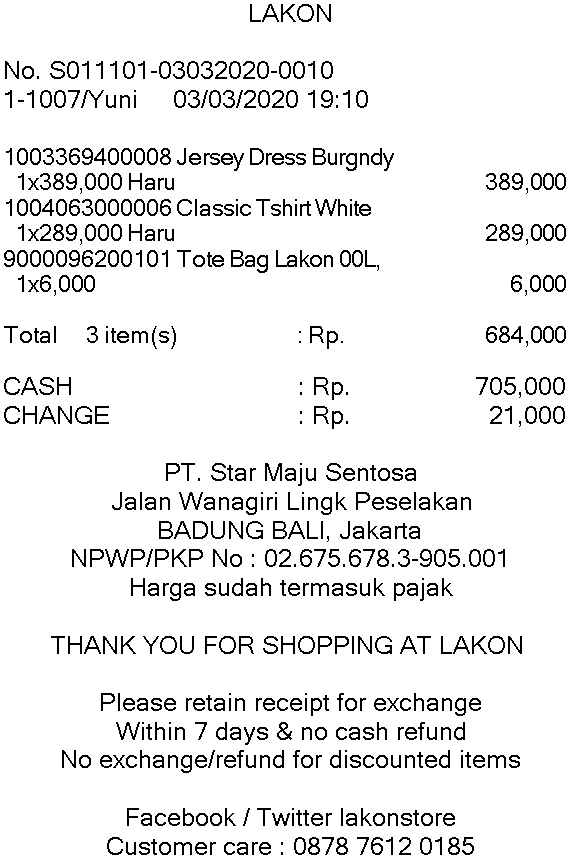 LAKON
No. S011101-03032020-0010
1-1007/Yuni 03/03/2020 19:10
1003369400008 Jersey Dress Burgndy
1x389,000 Haru 389,000
1004063000006 Classic Tshirt White
1x289,000 Haru 289,000
9000096200101 Tote Bag Lakon 00L,
1x6,000 6,000
Total 3 item(s) : Rp. 684,000
CASH : Rp. 705,000
CHANGE : Rp. 21,000
PT. Star Maju Sentosa
Jalan Wanagiri Lingk Peselakan
BADUNG BALI, Jakarta
NPWP/PKP No : 02.675.678.3-905.001
Harga sudah termasuk pajak
THANK YOU FOR SHOPPING AT LAKON
Please retain receipt for exchange
Within 7 days & no cash refund
No exchange/refund for discounted items
Facebook / Twitter lakonstore
Customer care : 0878 7612 0185